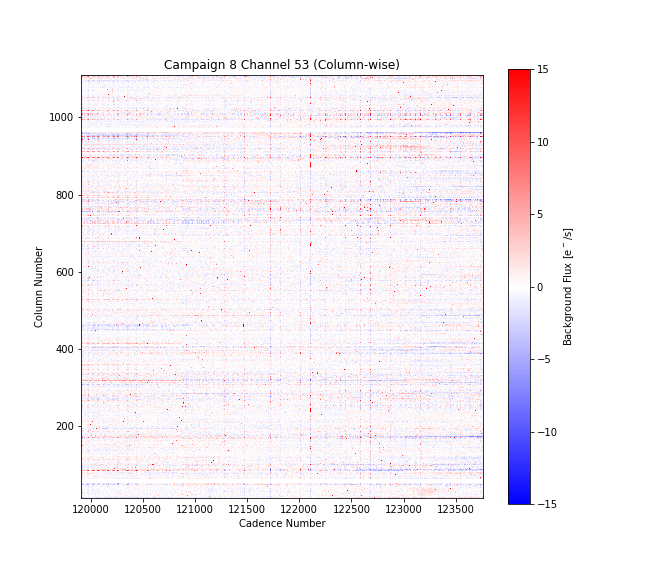 Campaign 8 Channel 53 (Column-wise)
Column Number
1000
800
600
400
200
120000 120500 121000 121500 122000 122500 123000 123500
Cadence Number
15
10
5
0
−5
−10
−15
Background Flux [e⁻/s]